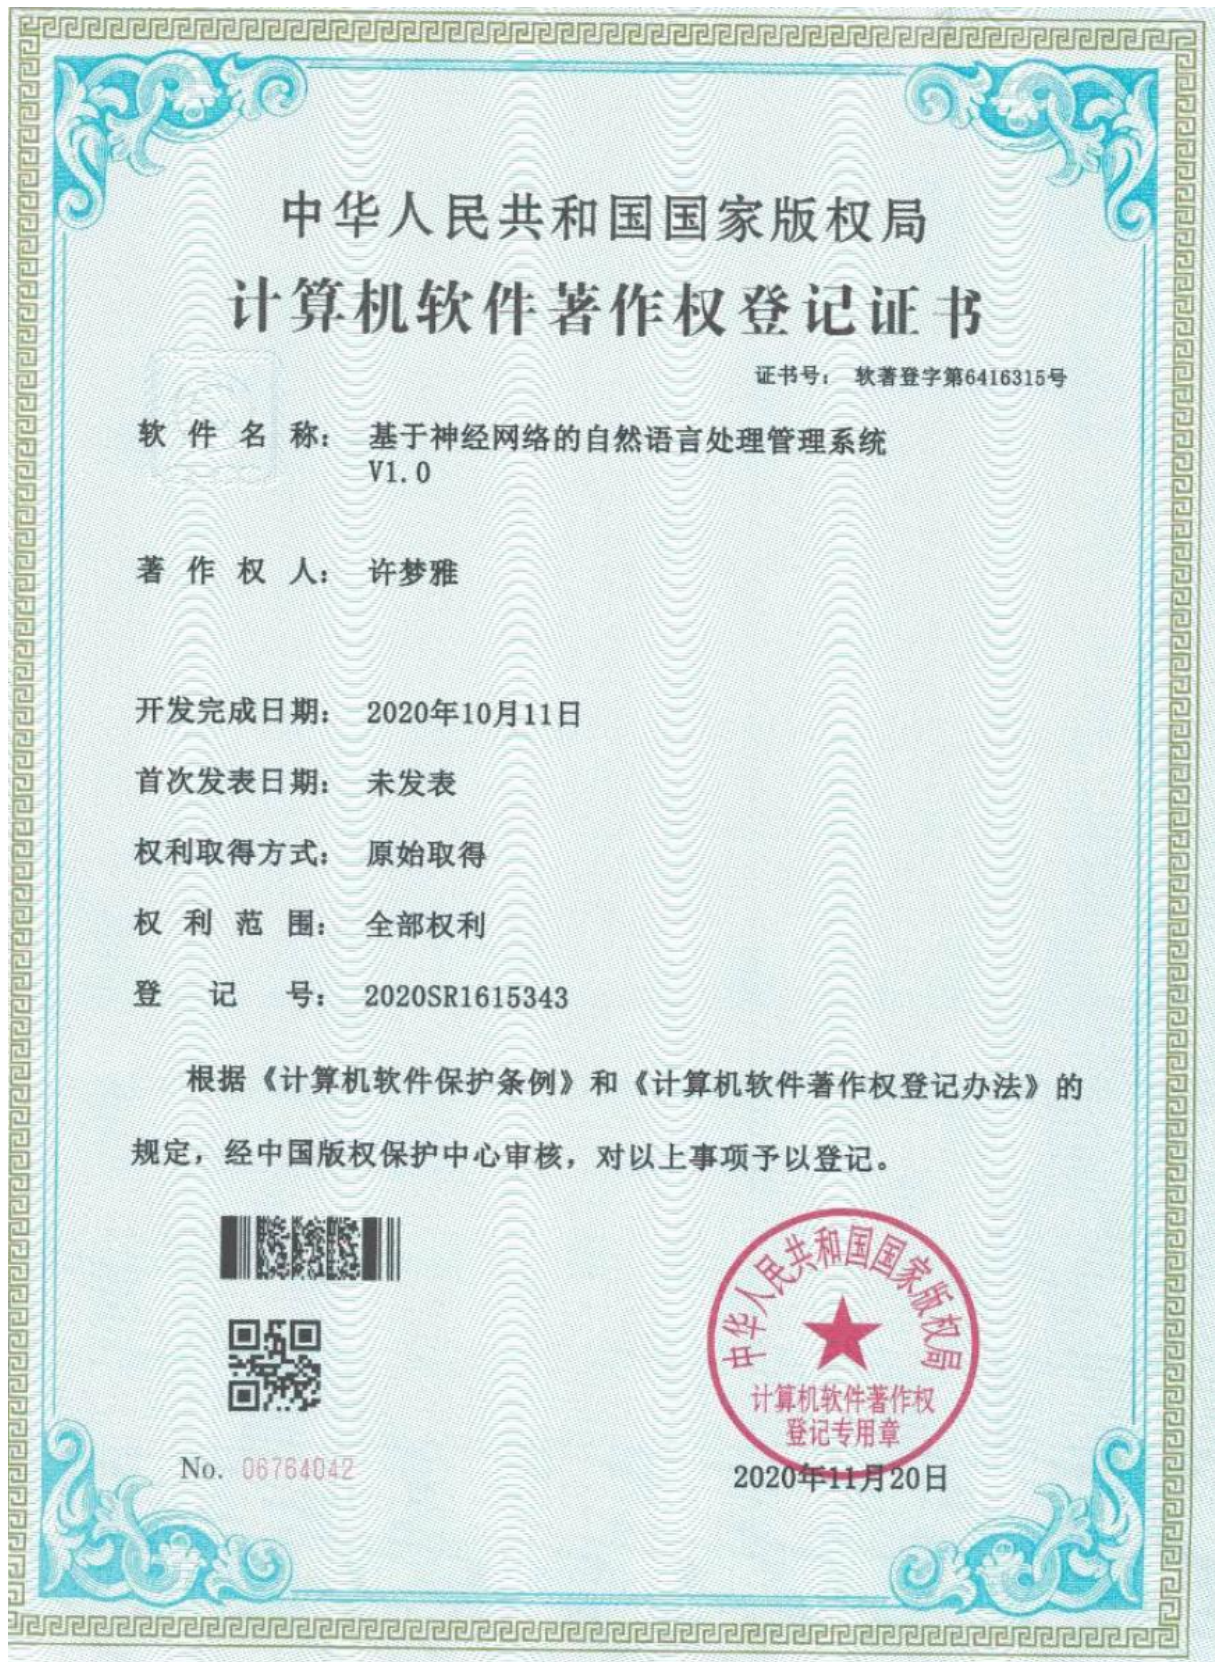 中华人民共和国国家版权局
计算机软件著作权登记证书
证书号： 软著登字第6416315号
软件名称： 基于神经网络的自然语言处理管理系统
V1.0
著作权人： 许梦雅
开发完成日期： 2020年10月11日
首次发表日期： 未发表
权利取得方式： 原始取得
权利范围： 全部权利
登记号： 2020SR1615343
根据《计算机软件保护条例》和《计算机软件著作权登记办法》的
规定，经中国版权保护中心审核，对以上事项予以登记。
中华人民共和国国家版权局
计算机软件著作权
登记专用章
No. 06764042
2020年11月20日